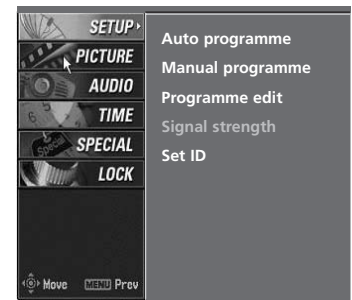 SETUP
PICTURE
AUDIO
TIME
SPECIAL
LOCK
Move MENU Prev
Auto programme
Manual programme
Programme edit
Signal strength
Set ID